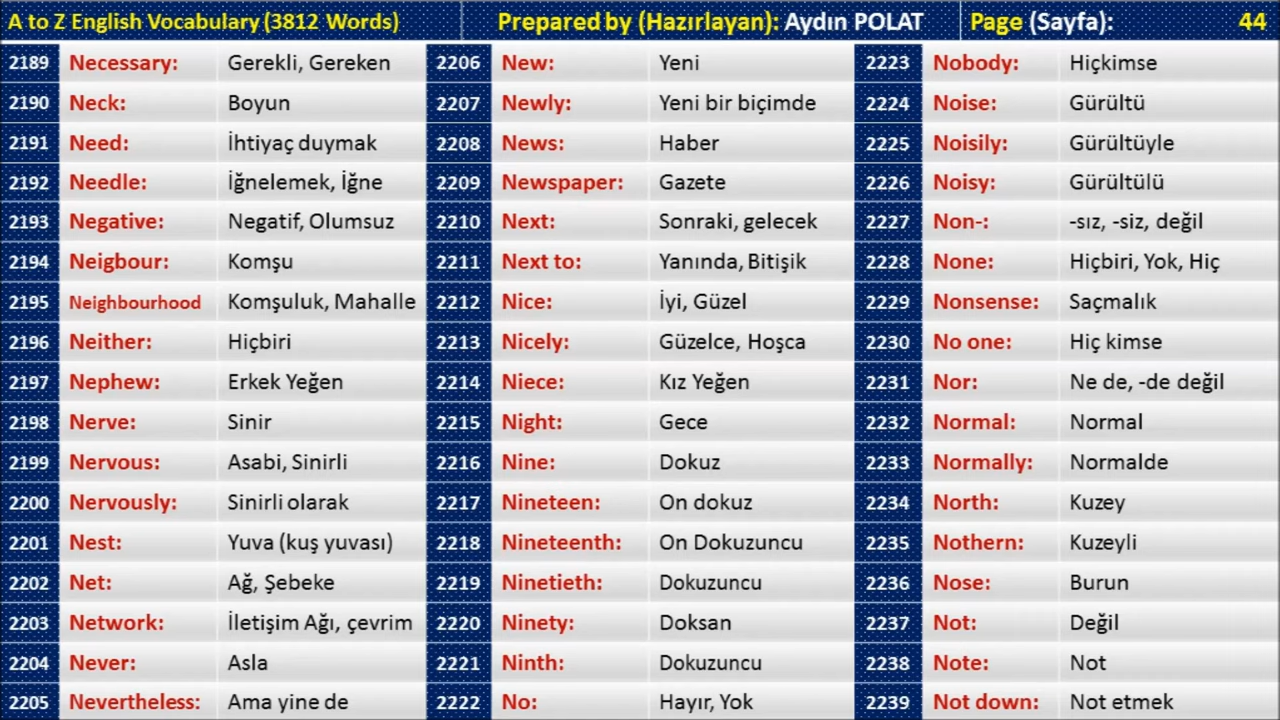 A to Z English Vocabulary (3812 Words) Prepared by (Hazırlayan): Aydın POLAT Page (Sayfa): 44
2189 Necessary: Gerekli, Gereken 2206 New: Yeni 2223 Nobody: Hiçkimse
2190 Neck: Boyun 2207 Newly: Yeni bir biçimde 2224 Noise: Gürültü
2191 Need: İhtiyaç duymak 2208 News: Haber 2225 Noisily: Gürültüyle
2192 Needle: İğnelemek, İğne 2209 Newspaper: Gazete 2226 Noisy: Gürültülü
2193 Negative: Negatif, Olumsuz 2210 Next: Sonraki, gelecek 2227 Non-: -sız, -siz, değil
2194 Neigbour: Komşu 2211 Next to: Yanında, Bitişik 2228 None: Hiçbiri, Yok, Hiç
2195 Neighbourhood Komşuluk, Mahalle 2212 Nice: İyi, Güzel 2229 Nonsense: Saçmalık
2196 Neither: Hiçbiri 2213 Nicely: Güzelce, Hoşca 2230 No one: Hiç kimse
2197 Nephew: Erkek Yeğen 2214 Niece: Kız Yeğen 2231 Nor: Ne de, -de değil
2198 Nerve: Sinir 2215 Night: Gece 2232 Normal: Normal
2199 Nervous: Asabi, Sinirli 2216 Nine: Dokuz 2233 Normally: Normalde
2200 Nervously: Sinirli olarak 2217 Nineteen: On dokuz 2234 North: Kuzey
2201 Nest: Yuva (kuş yuvası) 2218 Nineteenth: On Dokuzuncu 2235 Nothern: Kuzeyli
2202 Net: Ağ, Şebeke 2219 Ninetieth: Dokuzuncu 2236 Nose: Burun
2203 Network: İletişim Ağı, çevrim 2220 Ninety: Doksan 2237 Not: Değil
2204 Never: Asla 2221 Ninth: Dokuzuncu 2238 Note: Not
2205 Nevertheless: Ama yine de 2222 No: Hayır, Yok 2239 Not down: Not etmek